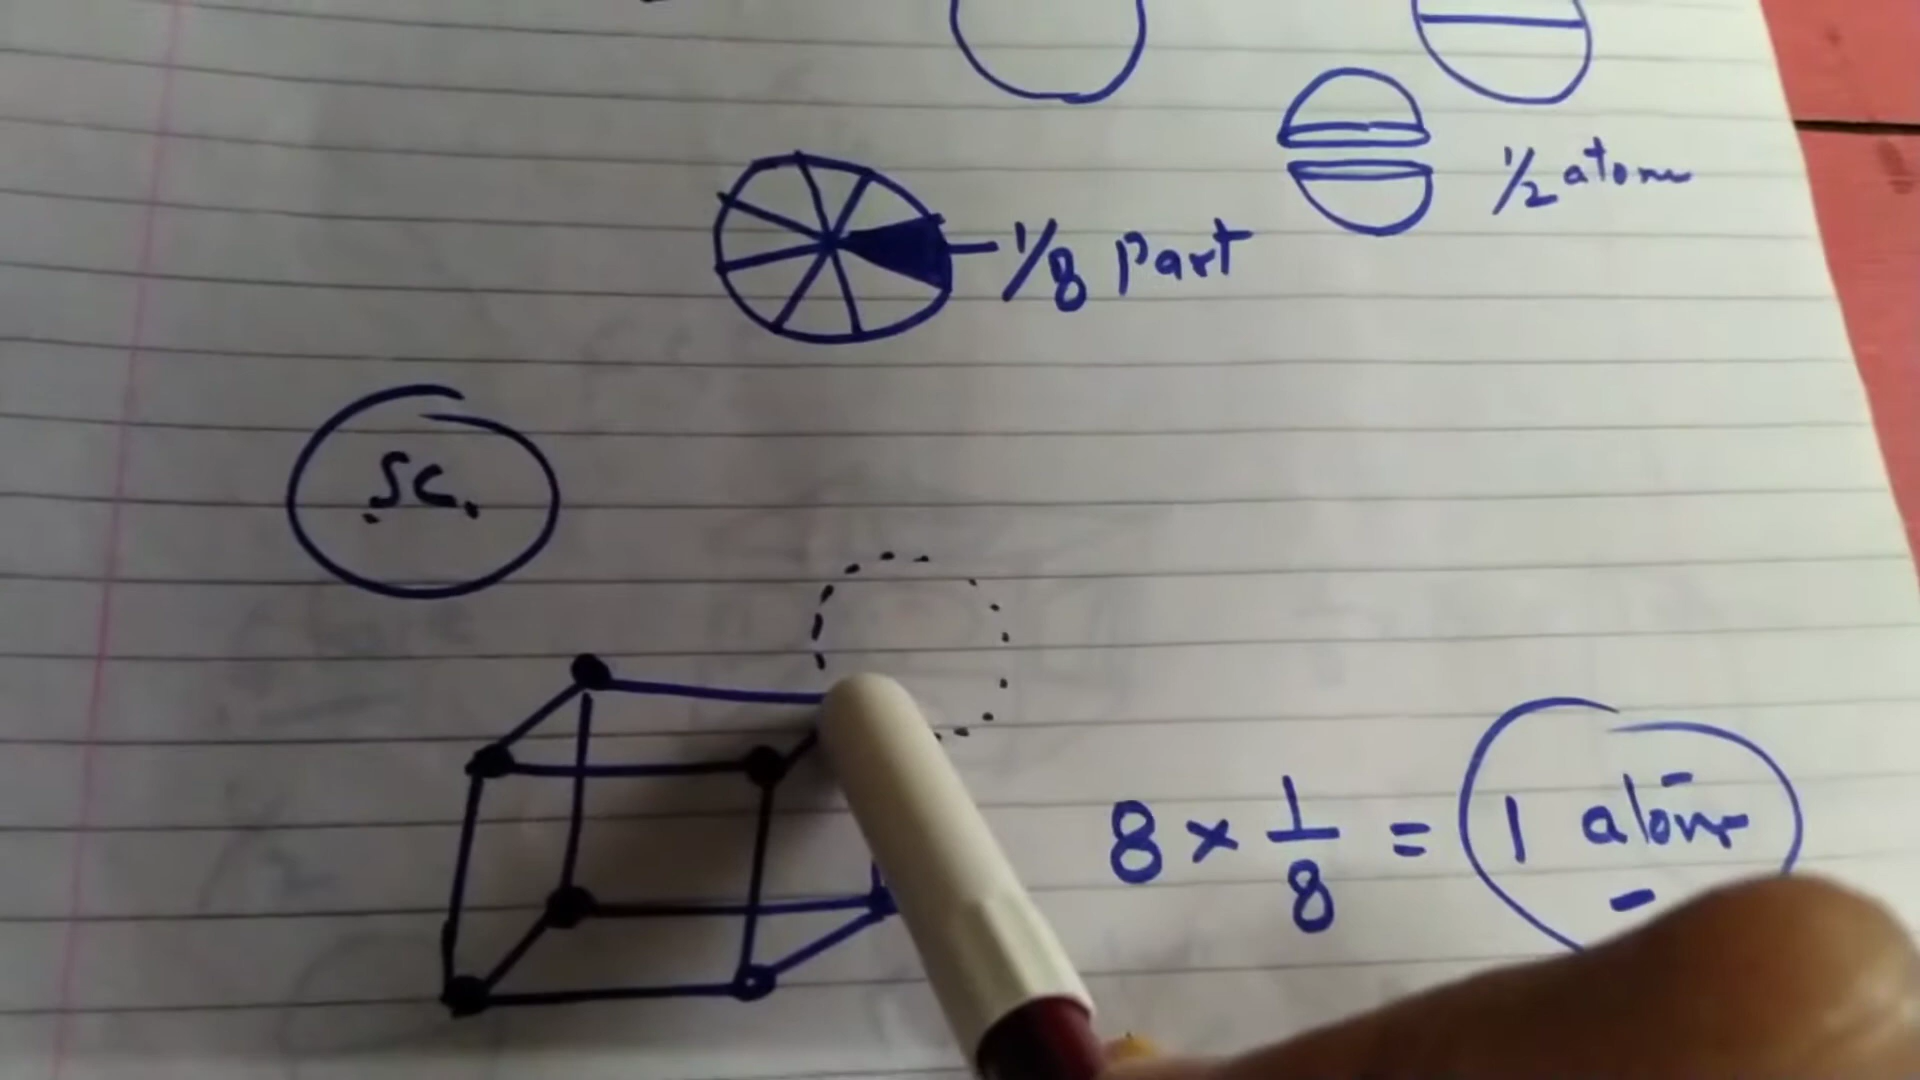 1/2 atom
1/8 Part
SC.
8 × 1/8 = 1 atom